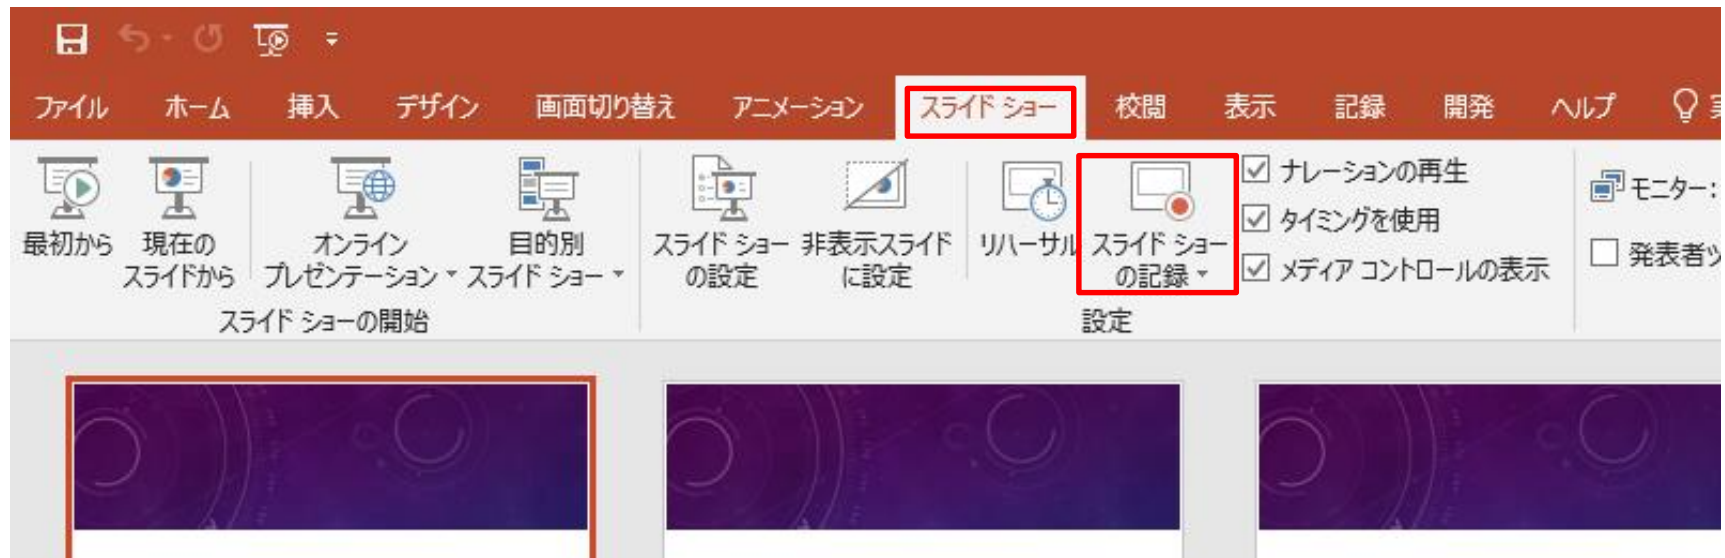 ファイル ホーム 挿入 デザイン 画面切り替え アニメーション スライド ショー 校閲 表示 記録 開発 ヘルプ
最初から
現在の
スライドから
オンライン
プレゼンテーション
目的別
スライド ショー
スライド ショー
の設定
非表示スライド
に設定
リハーサル
スライド ショー
の記録
ナレーションの再生
タイミングを使用
メディア コントロールの表示
モニター:
発表者ツ
スライド ショーの開始
設定